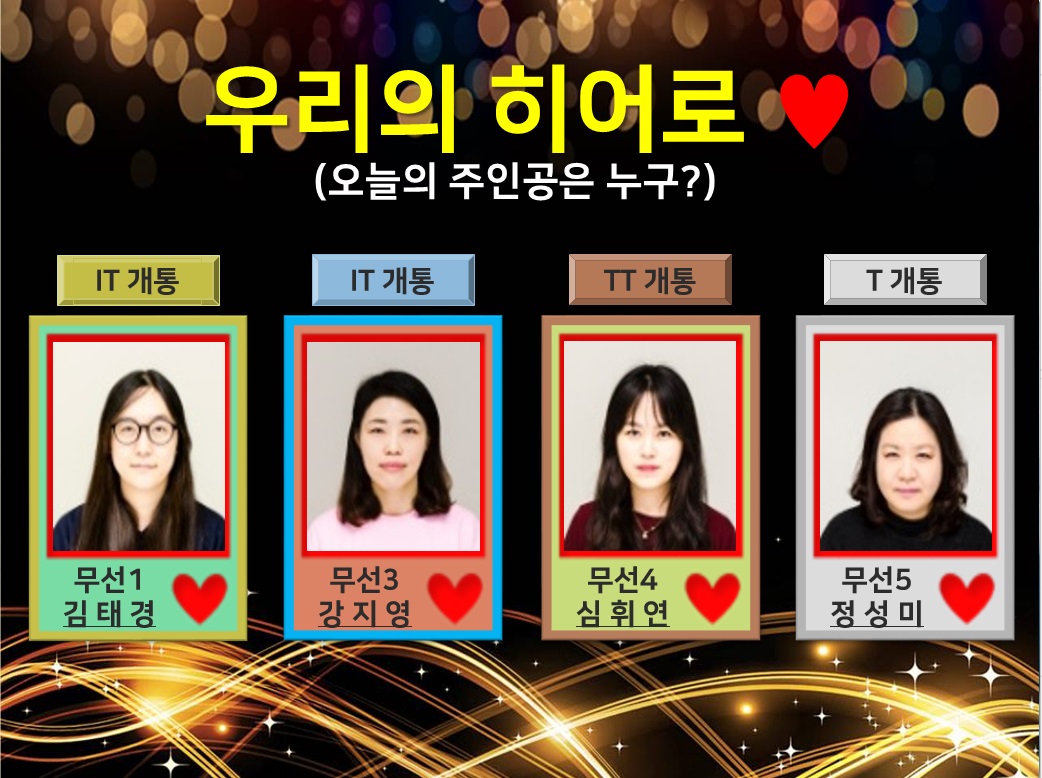 우리의 히어로 ♥
(오늘의 주인공은 누구?)
IT 개통
IT 개통
TT 개통
T 개통
무선1
김 태 경
무선3
강 지 영
무선4
심 휘 연
무선5
정 성 미